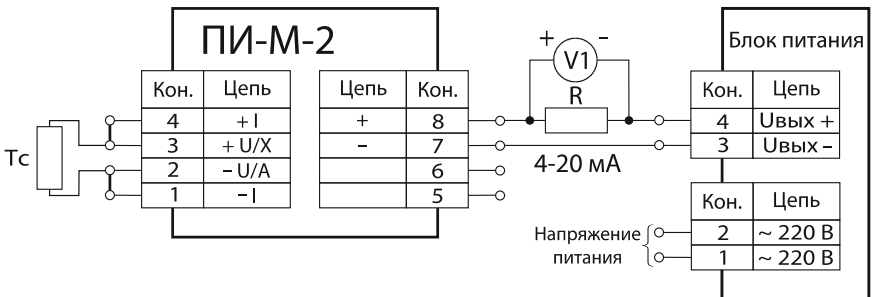 ПИ-М-2
Блок питания
Кон. Цепь
4 + I
3 + U/X
2 – U/A
1 – I
Тс
Цепь Кон.
+ 8
– 7
6
5
+ –
V1
R
4-20 мА
Кон. Цепь
4 Uвых +
3 Uвых –
Кон. Цепь
2 ~ 220 В
1 ~ 220 В
Напряжение
питания